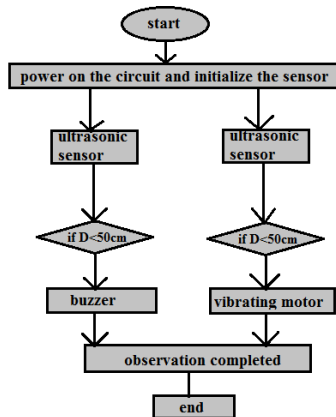 start
power on the circuit and initialize the sensor
ultrasonic
sensor
ultrasonic
sensor
if D<50cm
if D<50cm
buzzer
vibrating motor
observation completed
end